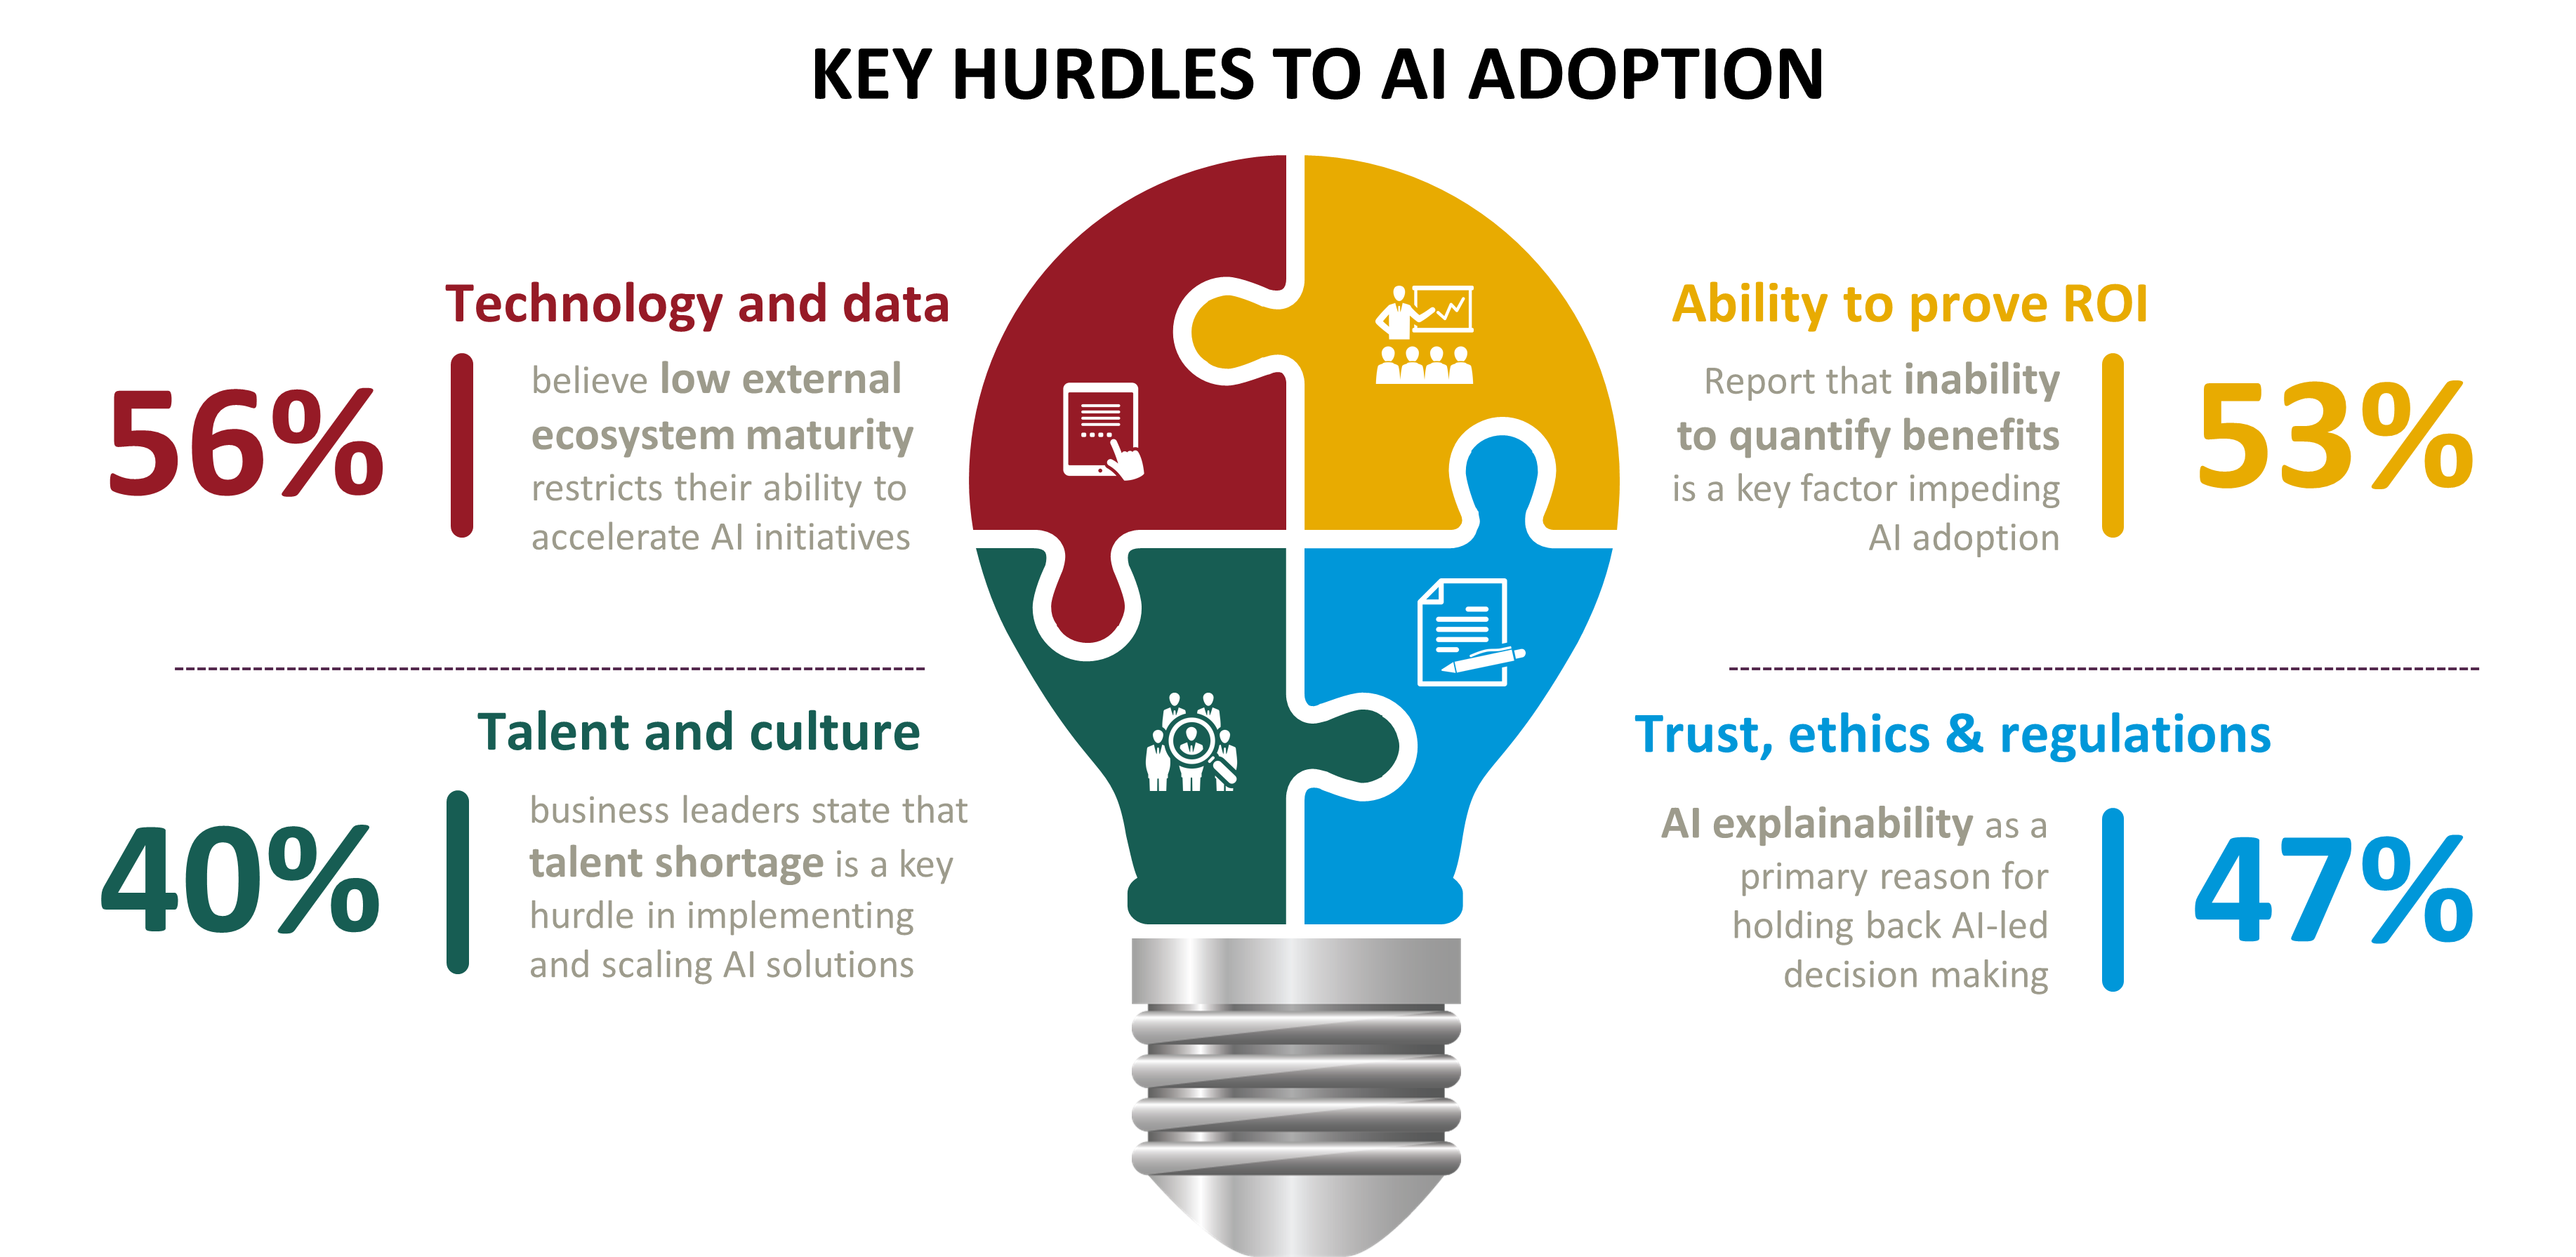 KEY HURDLES TO AI ADOPTION
Technology and data
56%
believe low external
ecosystem maturity
restricts their ability to
accelerate AI initiatives
Ability to prove ROI
Report that inability
to quantify benefits
is a key factor impeding
AI adoption
53%
Talent and culture
40%
business leaders state that
talent shortage is a key
hurdle in implementing
and scaling AI solutions
Trust, ethics & regulations
AI explainability as a
primary reason for
holding back AI-led
decision making
47%